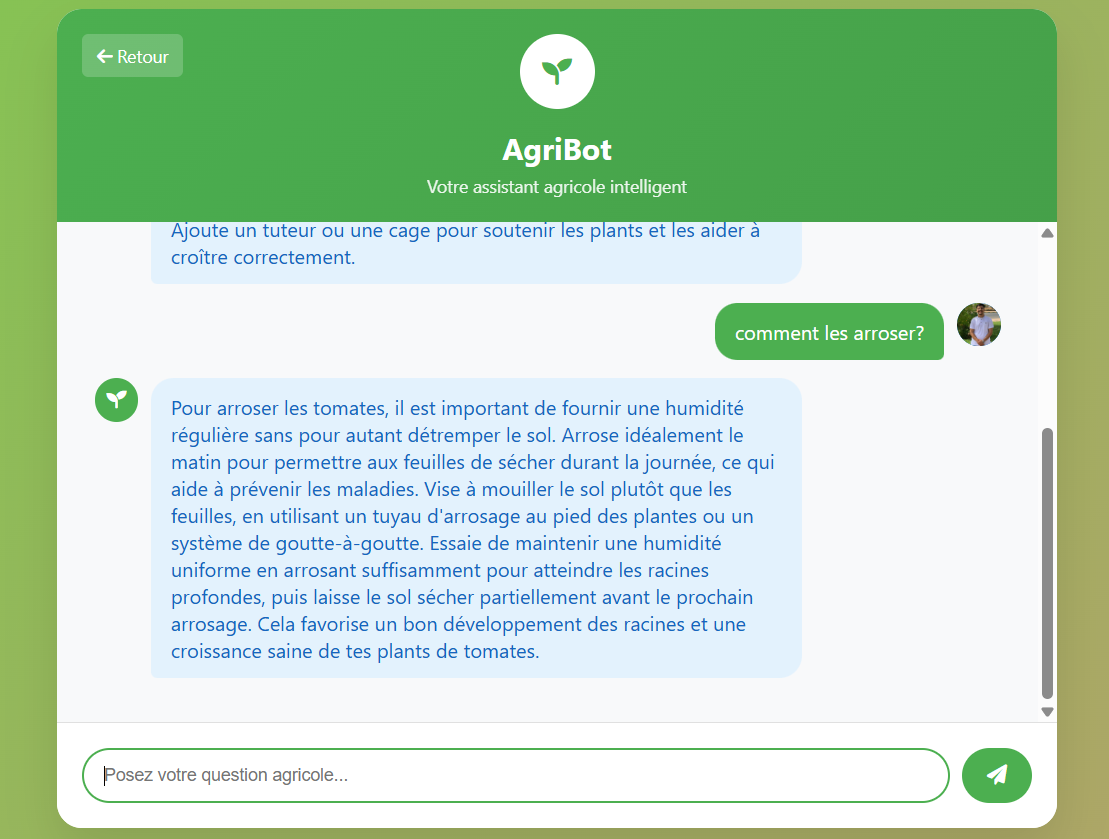 Retour
AgriBot
Votre assistant agricole intelligent
Ajoute un tuteur ou une cage pour soutenir les plants et les aider à
croître correctement.
comment les arroser?
Pour arroser les tomates, il est important de fournir une humidité
régulière sans pour autant détremper le sol. Arrose idéalement le
matin pour permettre aux feuilles de sécher durant la journée, ce qui
aide à prévenir les maladies. Vise à mouiller le sol plutôt que les
feuilles, en utilisant un tuyau d'arrosage au pied des plantes ou un
système de goutte-à-goutte. Essaie de maintenir une humidité
uniforme en arrosant suffisamment pour atteindre les racines
profondes, puis laisse le sol sécher partiellement avant le prochain
arrosage. Cela favorise un bon développement des racines et une
croissance saine de tes plants de tomates.
Posez votre question agricole...